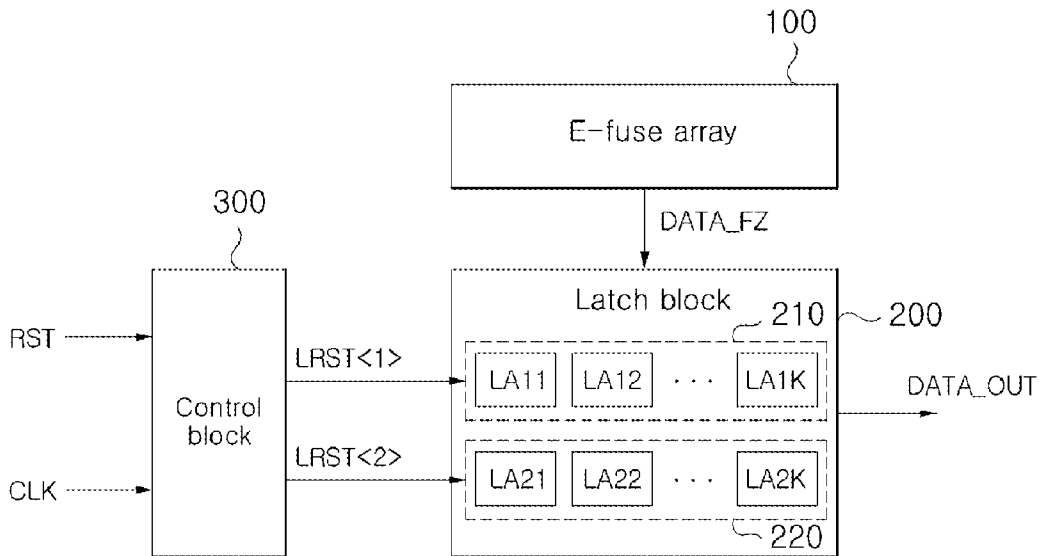 100
E-fuse array
300
DATA_FZ
Latch block
210
200
RST
LRST<1>
LA11 LA12 · · · LA1K
DATA_OUT
Control
block
LRST<2>
CLK
LA21 LA22 · · · LA2K
220